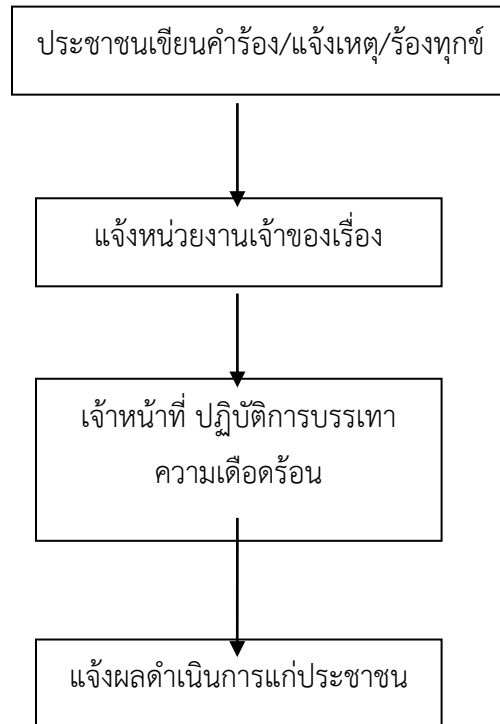 ประชาชนเขียนคำร้อง/แจ้งเหตุ/ร้องทุกข์
แจ้งหน่วยงานเจ้าของเรื่อง
เจ้าหน้าที่ ปฏิบัติการบรรเทา
ความเดือดร้อน
แจ้งผลดำเนินการแก่ประชาชน